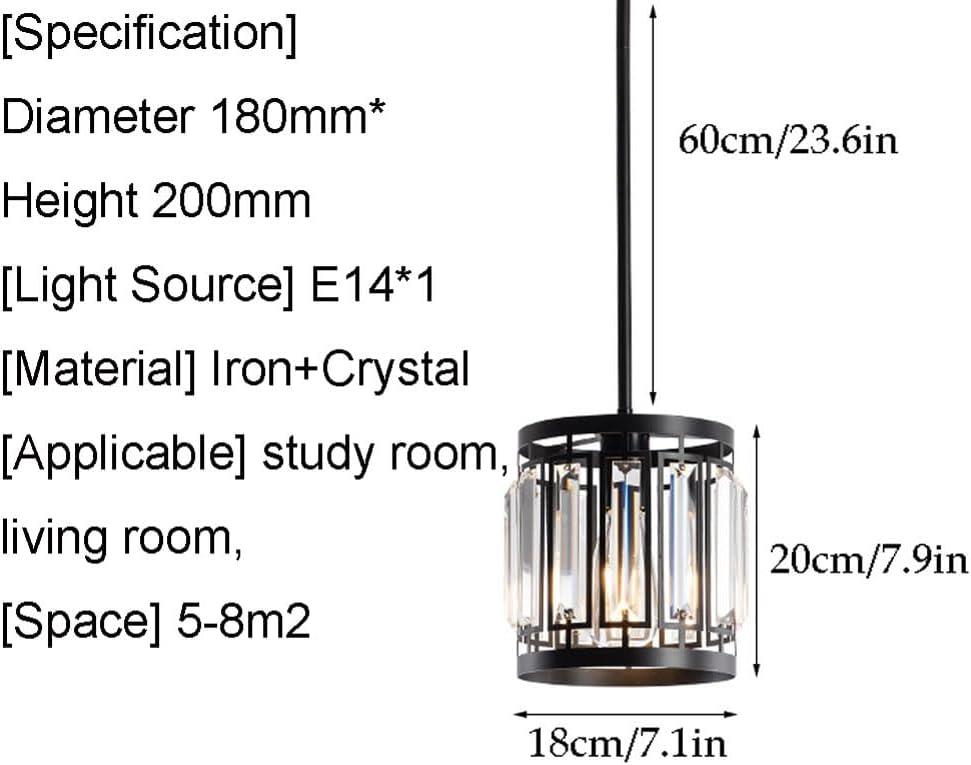 [Specification]
Diameter 180mm*
Height 200mm
[Light Source] E14*1
[Material] Iron+Crystal
[Applicable] study room,
living room,
[Space] 5-8m2
60cm/23.6in
20cm/7.9in
18cm/7.1in